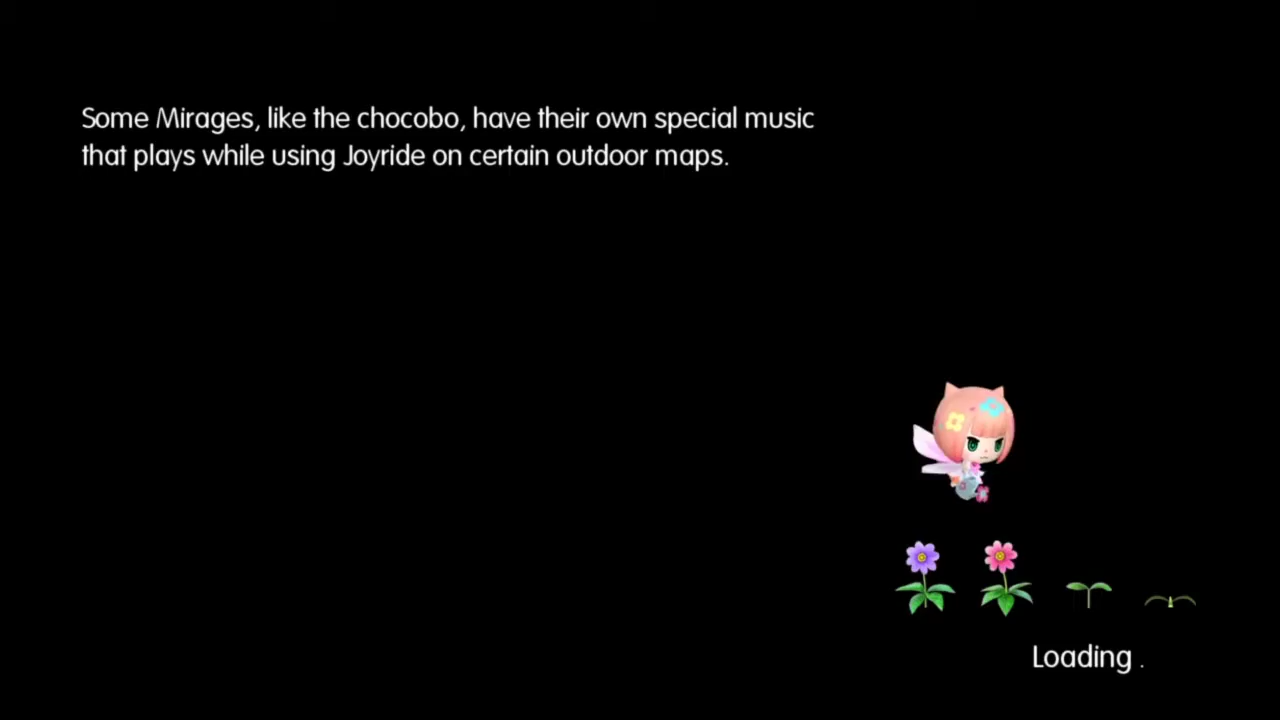 Some Mirages, like the chocobo, have their own special music
that plays while using Joyride on certain outdoor maps.
Loading .